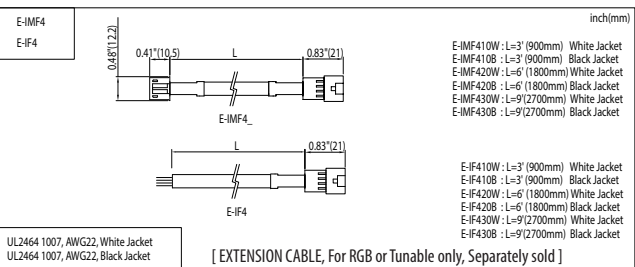 E-IMF4
E-IF4
inch(mm)
0.48"(12.2)
0.41"(10.5)
L
0.83"(21)
E-IMF4_
E-IMF410W : L=3' (900mm) White Jacket
E-IMF410B : L=3' (900mm) Black Jacket
E-IMF420W : L=6' (1800mm) White Jacket
E-IMF420B : L=6' (1800mm) Black Jacket
E-IMF430W : L=9'(2700mm) White Jacket
E-IMF430B : L=9'(2700mm) Black Jacket
L
0.83"(21)
E-IF4
E-IF410W : L=3' (900mm) White Jacket
E-IF410B : L=3' (900mm) Black Jacket
E-IF420W : L=6' (1800mm) White Jacket
E-IF420B : L=6' (1800mm) Black Jacket
E-IF430W : L=9'(2700mm) White Jacket
E-IF430B : L=9'(2700mm) Black Jacket
UL2464 1007, AWG22, White Jacket
UL2464 1007, AWG22, Black Jacket
[ EXTENSION CABLE, For RGB or Tunable only, Separately sold ]